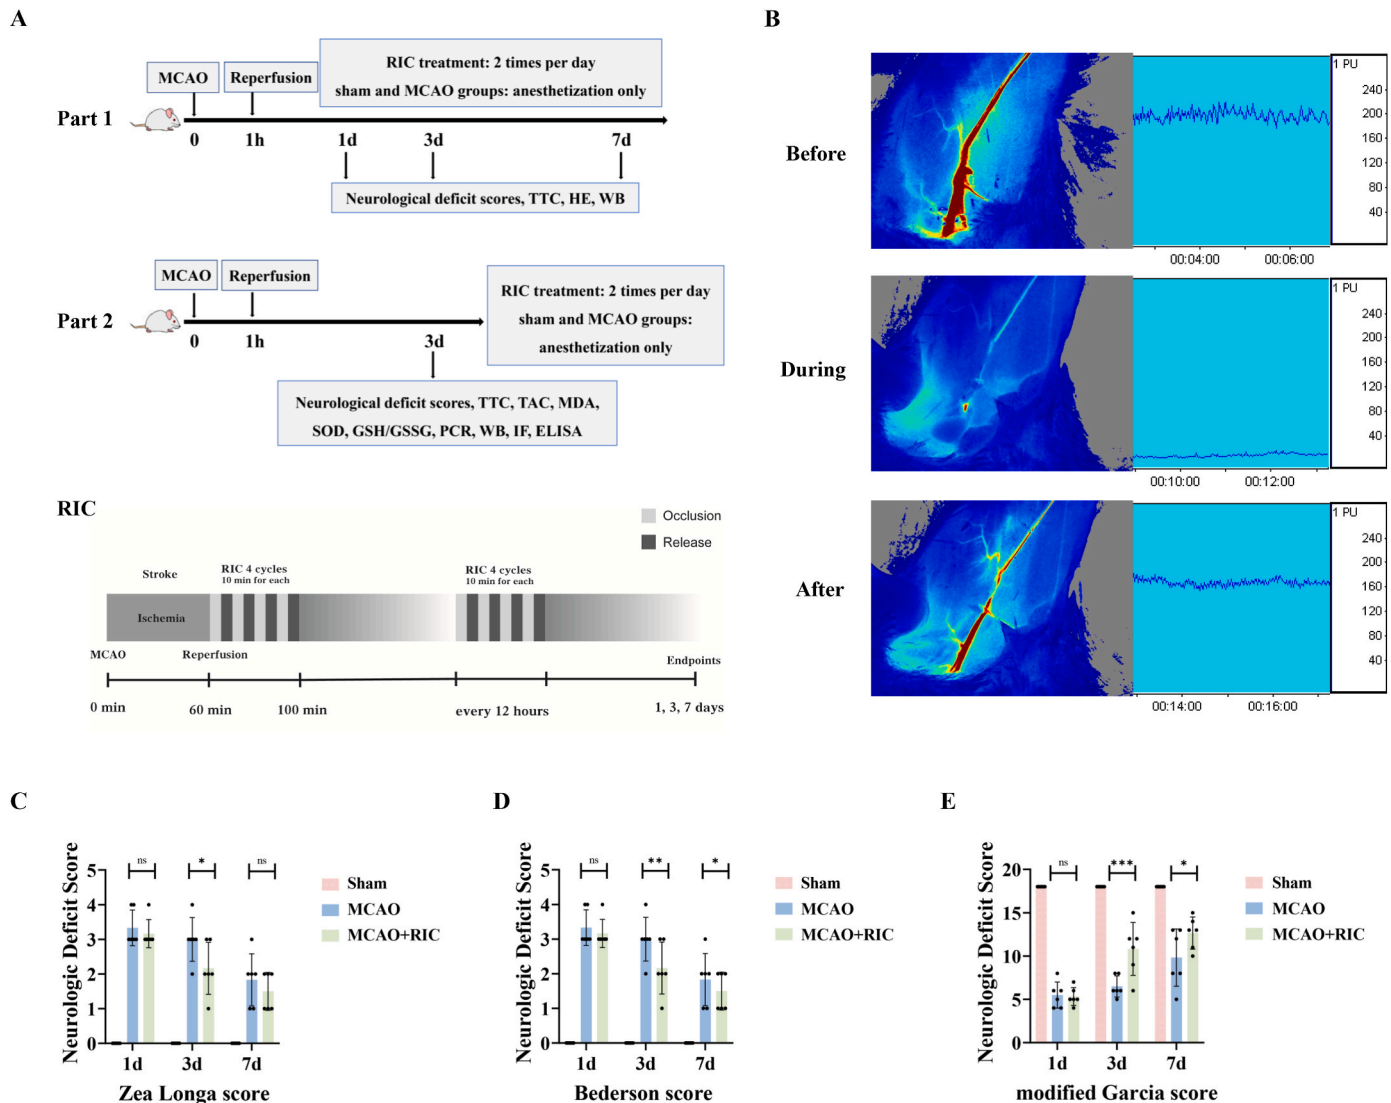 A
MCAO
Reperfusion
RIC treatment: 2 times per day
sham and MCAO groups: anesthetization only
Part 1
0
1h
1d
3d
7d
Neurological deficit scores, TTC, HE, WB
MCAO
Reperfusion
RIC treatment: 2 times per day
sham and MCAO groups:
anesthetization only
Part 2
0
1h
3d
Neurological deficit scores, TTC, TAC, MDA,
SOD, GSH/GSSG, PCR, WB, IF, ELISA
RIC
Occlusion
Release
Stroke
RIC 4 cycles
10 min for each
RIC 4 cycles
10 min for each
Ischemia
MCAO
Reperfusion
Endpoints
0 min
60 min
100 min
every 12 hours
1, 3, 7 days
B
Before
1 PU
240
200
160
120
80
40
00:04:00
00:06:00
During
1 PU
240
200
160
120
80
40
00:10:00
00:12:00
After
1 PU
240
200
160
120
80
40
00:14:00
00:16:00
C
Neurologic Deficit Score
5
4
3
2
1
0
ns
*
ns
1d
3d
7d
Zea Longa score
Sham
MCAO
MCAO+RIC
D
Neurologic Deficit Score
5
4
3
2
1
0
ns
**
*
1d
3d
7d
Bederson score
Sham
MCAO
MCAO+RIC
E
Neurologic Deficit Score
20
15
10
5
0
ns
***
*
1d
3d
7d
modified Garcia score
Sham
MCAO
MCAO+RIC